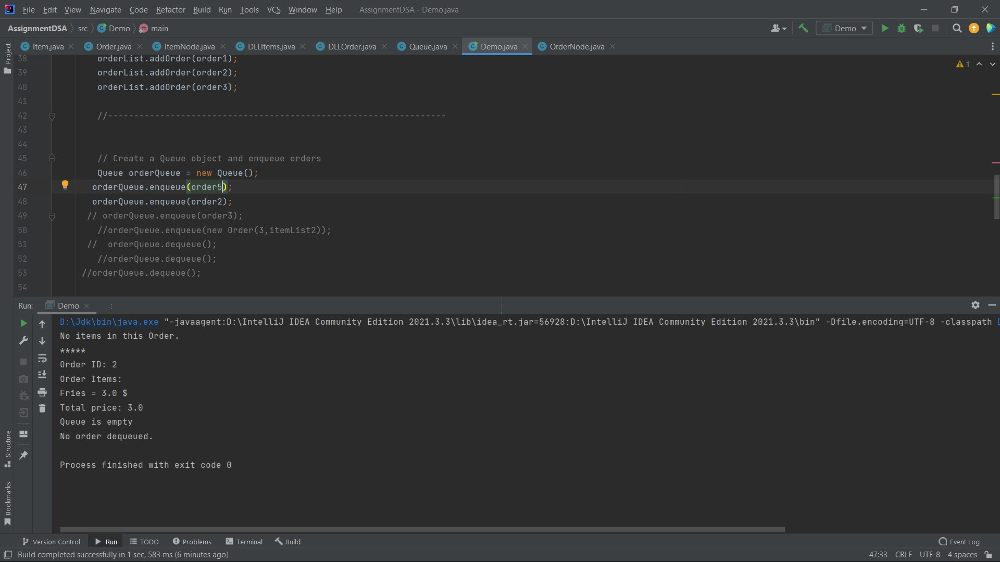 File Edit View Navigate Code Refactor Build Run Tools VCS Window Help AssignmentDSA - Demo.java
AssignmentDSA src Demo main Demo
Item.java Order.java ItemNode.java DLLItems.java DLLOrder.java Queue.java Demo.java OrderNode.java
Project
38 orderList.addOrder(order1);
1
39 orderList.addOrder(order2);
40 orderList.addOrder(order3);
41
42 //-----------------------------------------------------------------
43
44
45 // Create a Queue object and enqueue orders
46 Queue orderQueue = new Queue();
47 orderQueue.enqueue(order5);
48 orderQueue.enqueue(order2);
49 // orderQueue.enqueue(order3);
50 //orderQueue.enqueue(new Order(3,itemList2));
51 //  orderQueue.dequeue();
52 //orderQueue.dequeue();
53 //orderQueue.dequeue();
54
Run: Demo
D:\Jdk\bin\java.exe "-javaagent:D:\IntelliJ IDEA Community Edition 2021.3.3\lib\idea_rt.jar=56928:D:\IntelliJ IDEA Community Edition 2021.3.3\bin" -Dfile.encoding=UTF-8 -classpath
No items in this Order.
*****
Order ID: 2
Order Items:
Fries = 3.0 $
Total price: 3.0
Queue is empty
No order dequeued.
Process finished with exit code 0
Structure
Bookmarks
Version Control Run TODO Problems Terminal Build Event Log
Build completed successfully in 1 sec, 583 ms (6 minutes ago) 47:33 CRLF UTF-8 4 spaces